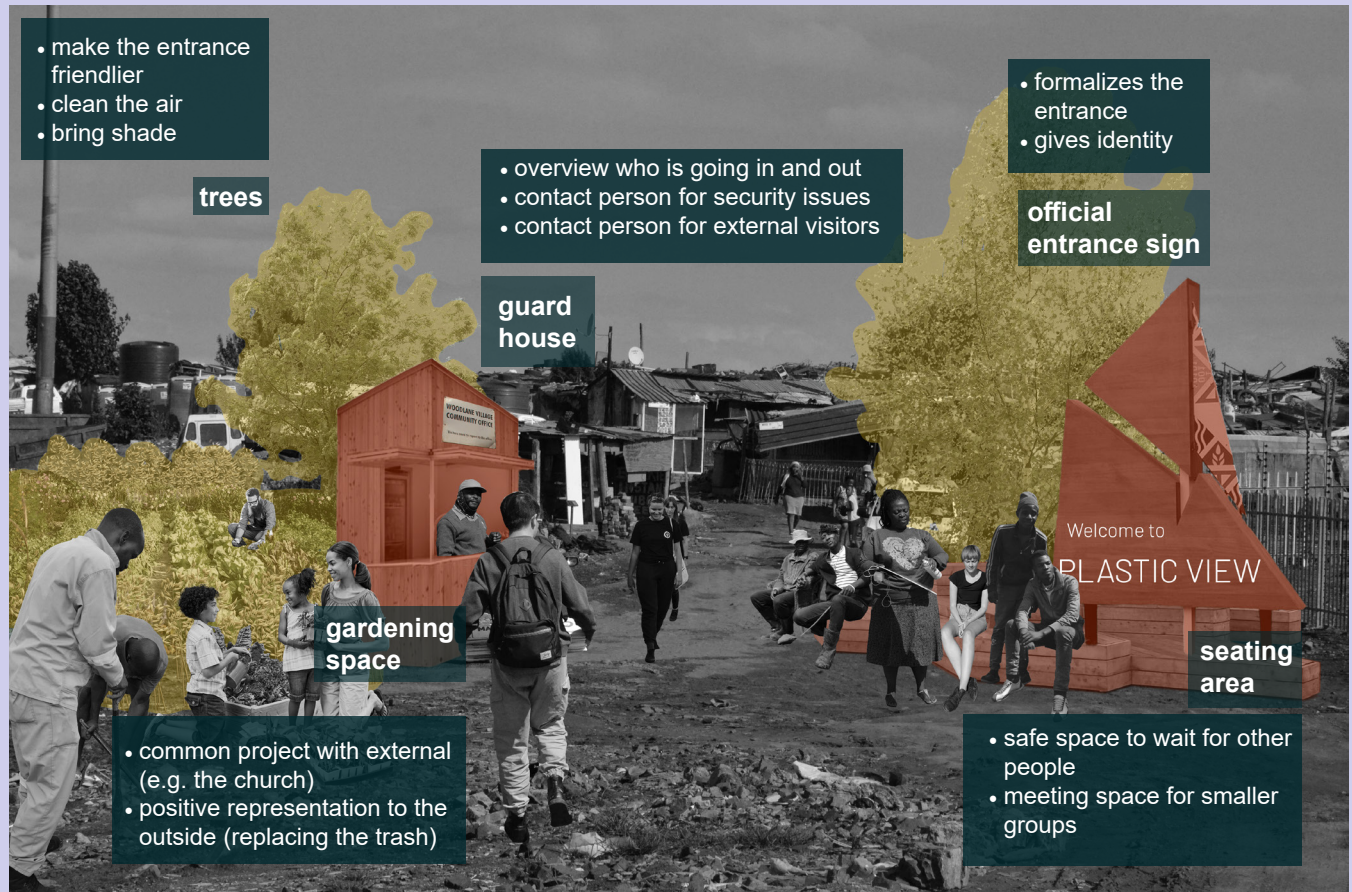 • make the entrance
friendlier
• clean the air
• bring shade
trees
• overview who is going in and out
• contact person for security issues
• contact person for external visitors
guard
house
• formalizes the
entrance
• gives identity
official
entrance sign
WOODLANE VILLAGE
COMMUNITY OFFICE
Welcome to
PLASTIC VIEW
gardening
space
• common project with external
(e.g. the church)
• positive representation to the
outside (replacing the trash)
seating
area
• safe space to wait for other
people
• meeting space for smaller
groups